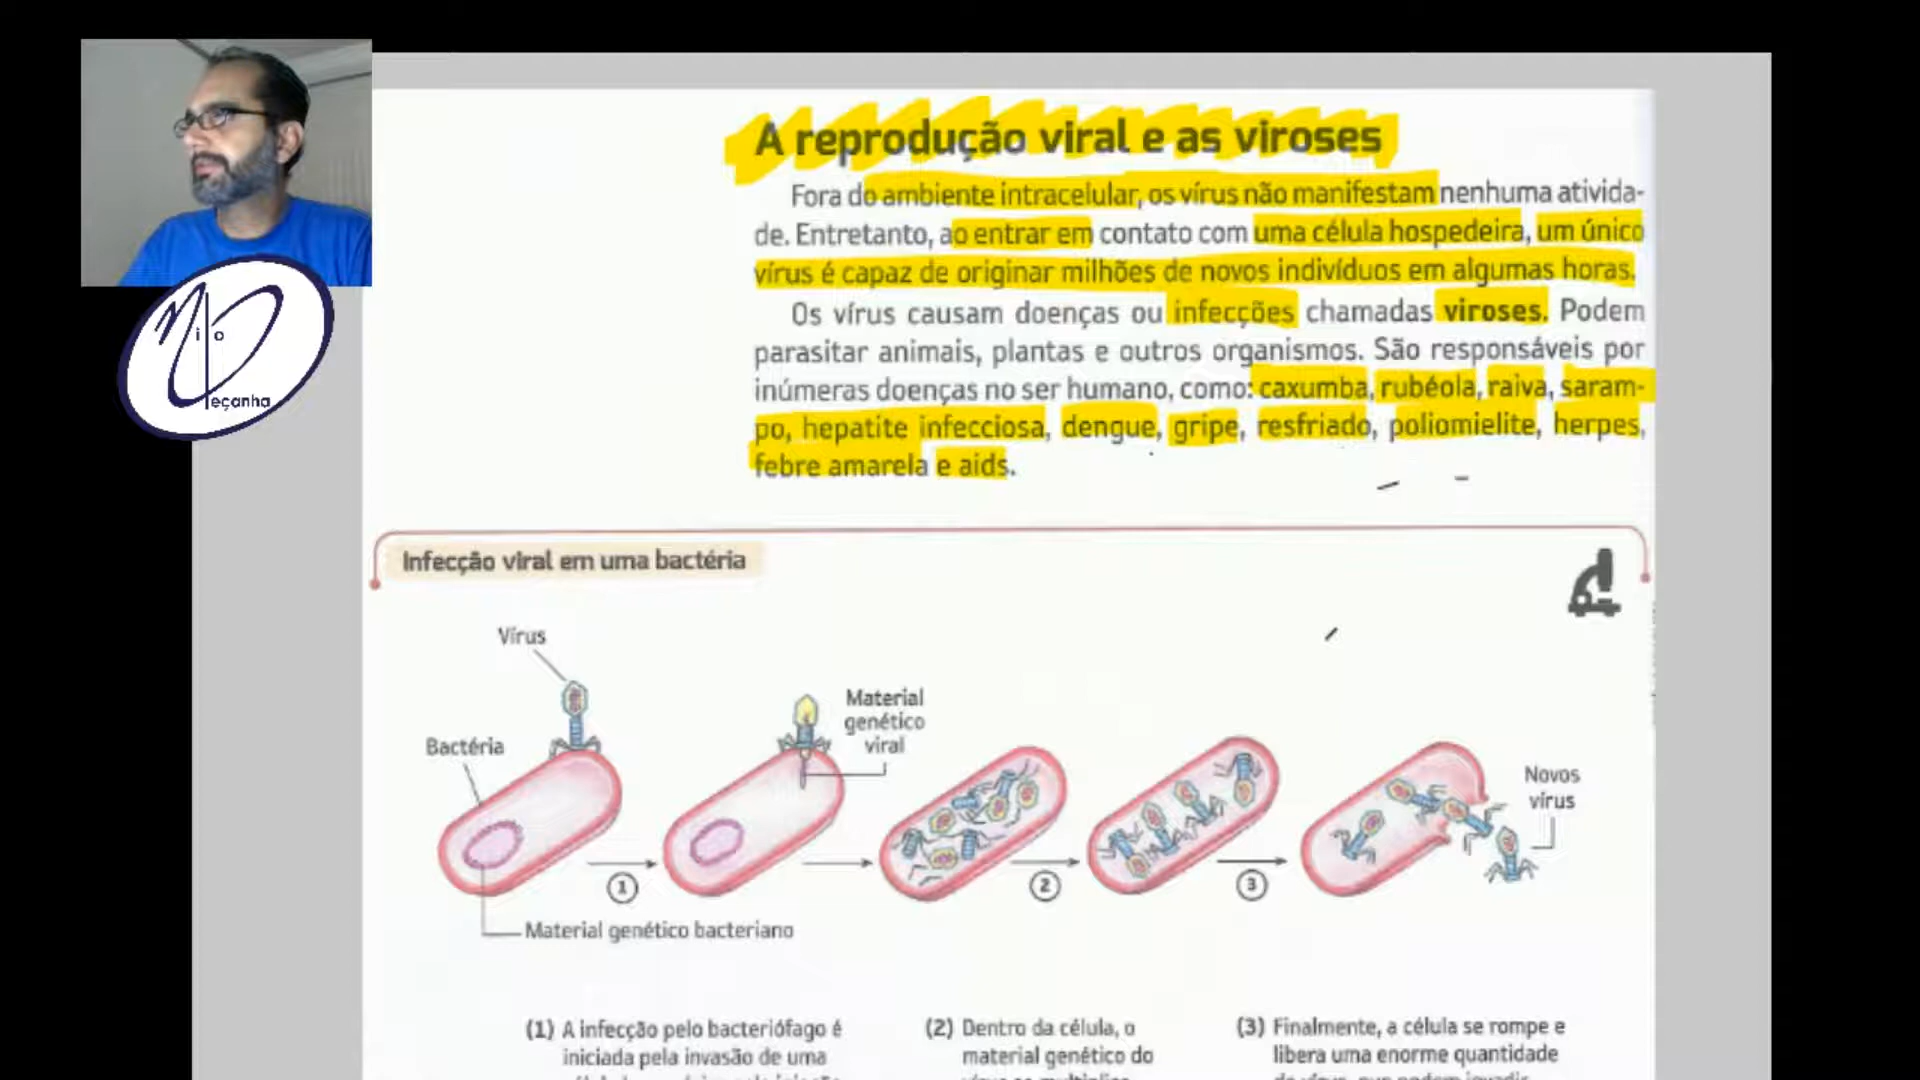 A reprodução viral e as viroses
Fora do ambiente intracelular, os vírus não manifestam nenhuma ativida-
de. Entretanto, ao entrar em contato com uma célula hospedeira, um único
vírus é capaz de originar milhões de novos indivíduos em algumas horas.
Os vírus causam doenças ou infecções chamadas viroses. Podem
parasitar animais, plantas e outros organismos. São responsáveis por
inúmeras doenças no ser humano, como: caxumba, rubéola, raiva, saram-
po, hepatite infecciosa, dengue, gripe, resfriado, poliomielite, herpes,
febre amarela e aids.
Nilo
Peçanha
Infecção viral em uma bactéria
Vírus
Bactéria
Material genético bacteriano
Material
genético
viral
Novos
vírus
1
2
3
(1) A infecção pelo bacteriófago é
iniciada pela invasão de uma
(2) Dentro da célula, o
material genético do
(3) Finalmente, a célula se rompe e
libera uma enorme quantidade